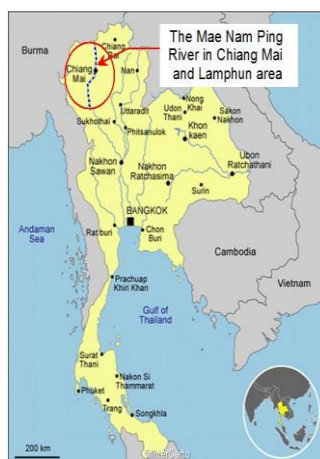 The Mae Nam Ping
River in Chiang Mai
and Lamphun area
Burma
Chiang
Rai
Chiang
Mai
Nan
Nong
Khai
Uttaradit
Udon
Thani
Sakon
Nakhon
Sukhothai
Phitsanulok
Khon
kaen
Nakhon
Sawan
Nakhon
Ratchasima
Ubon
Ratchathani
Surin
BANGKOK
Rat buri
Chon
Buri
Andaman
Sea
Cambodia
Vietnam
Prachuap
Khiri Khan
Gulf of
Thailand
Surat
Thani
Nakon Si
Thammarat
Phuket
Trang
Songkhla
200 km